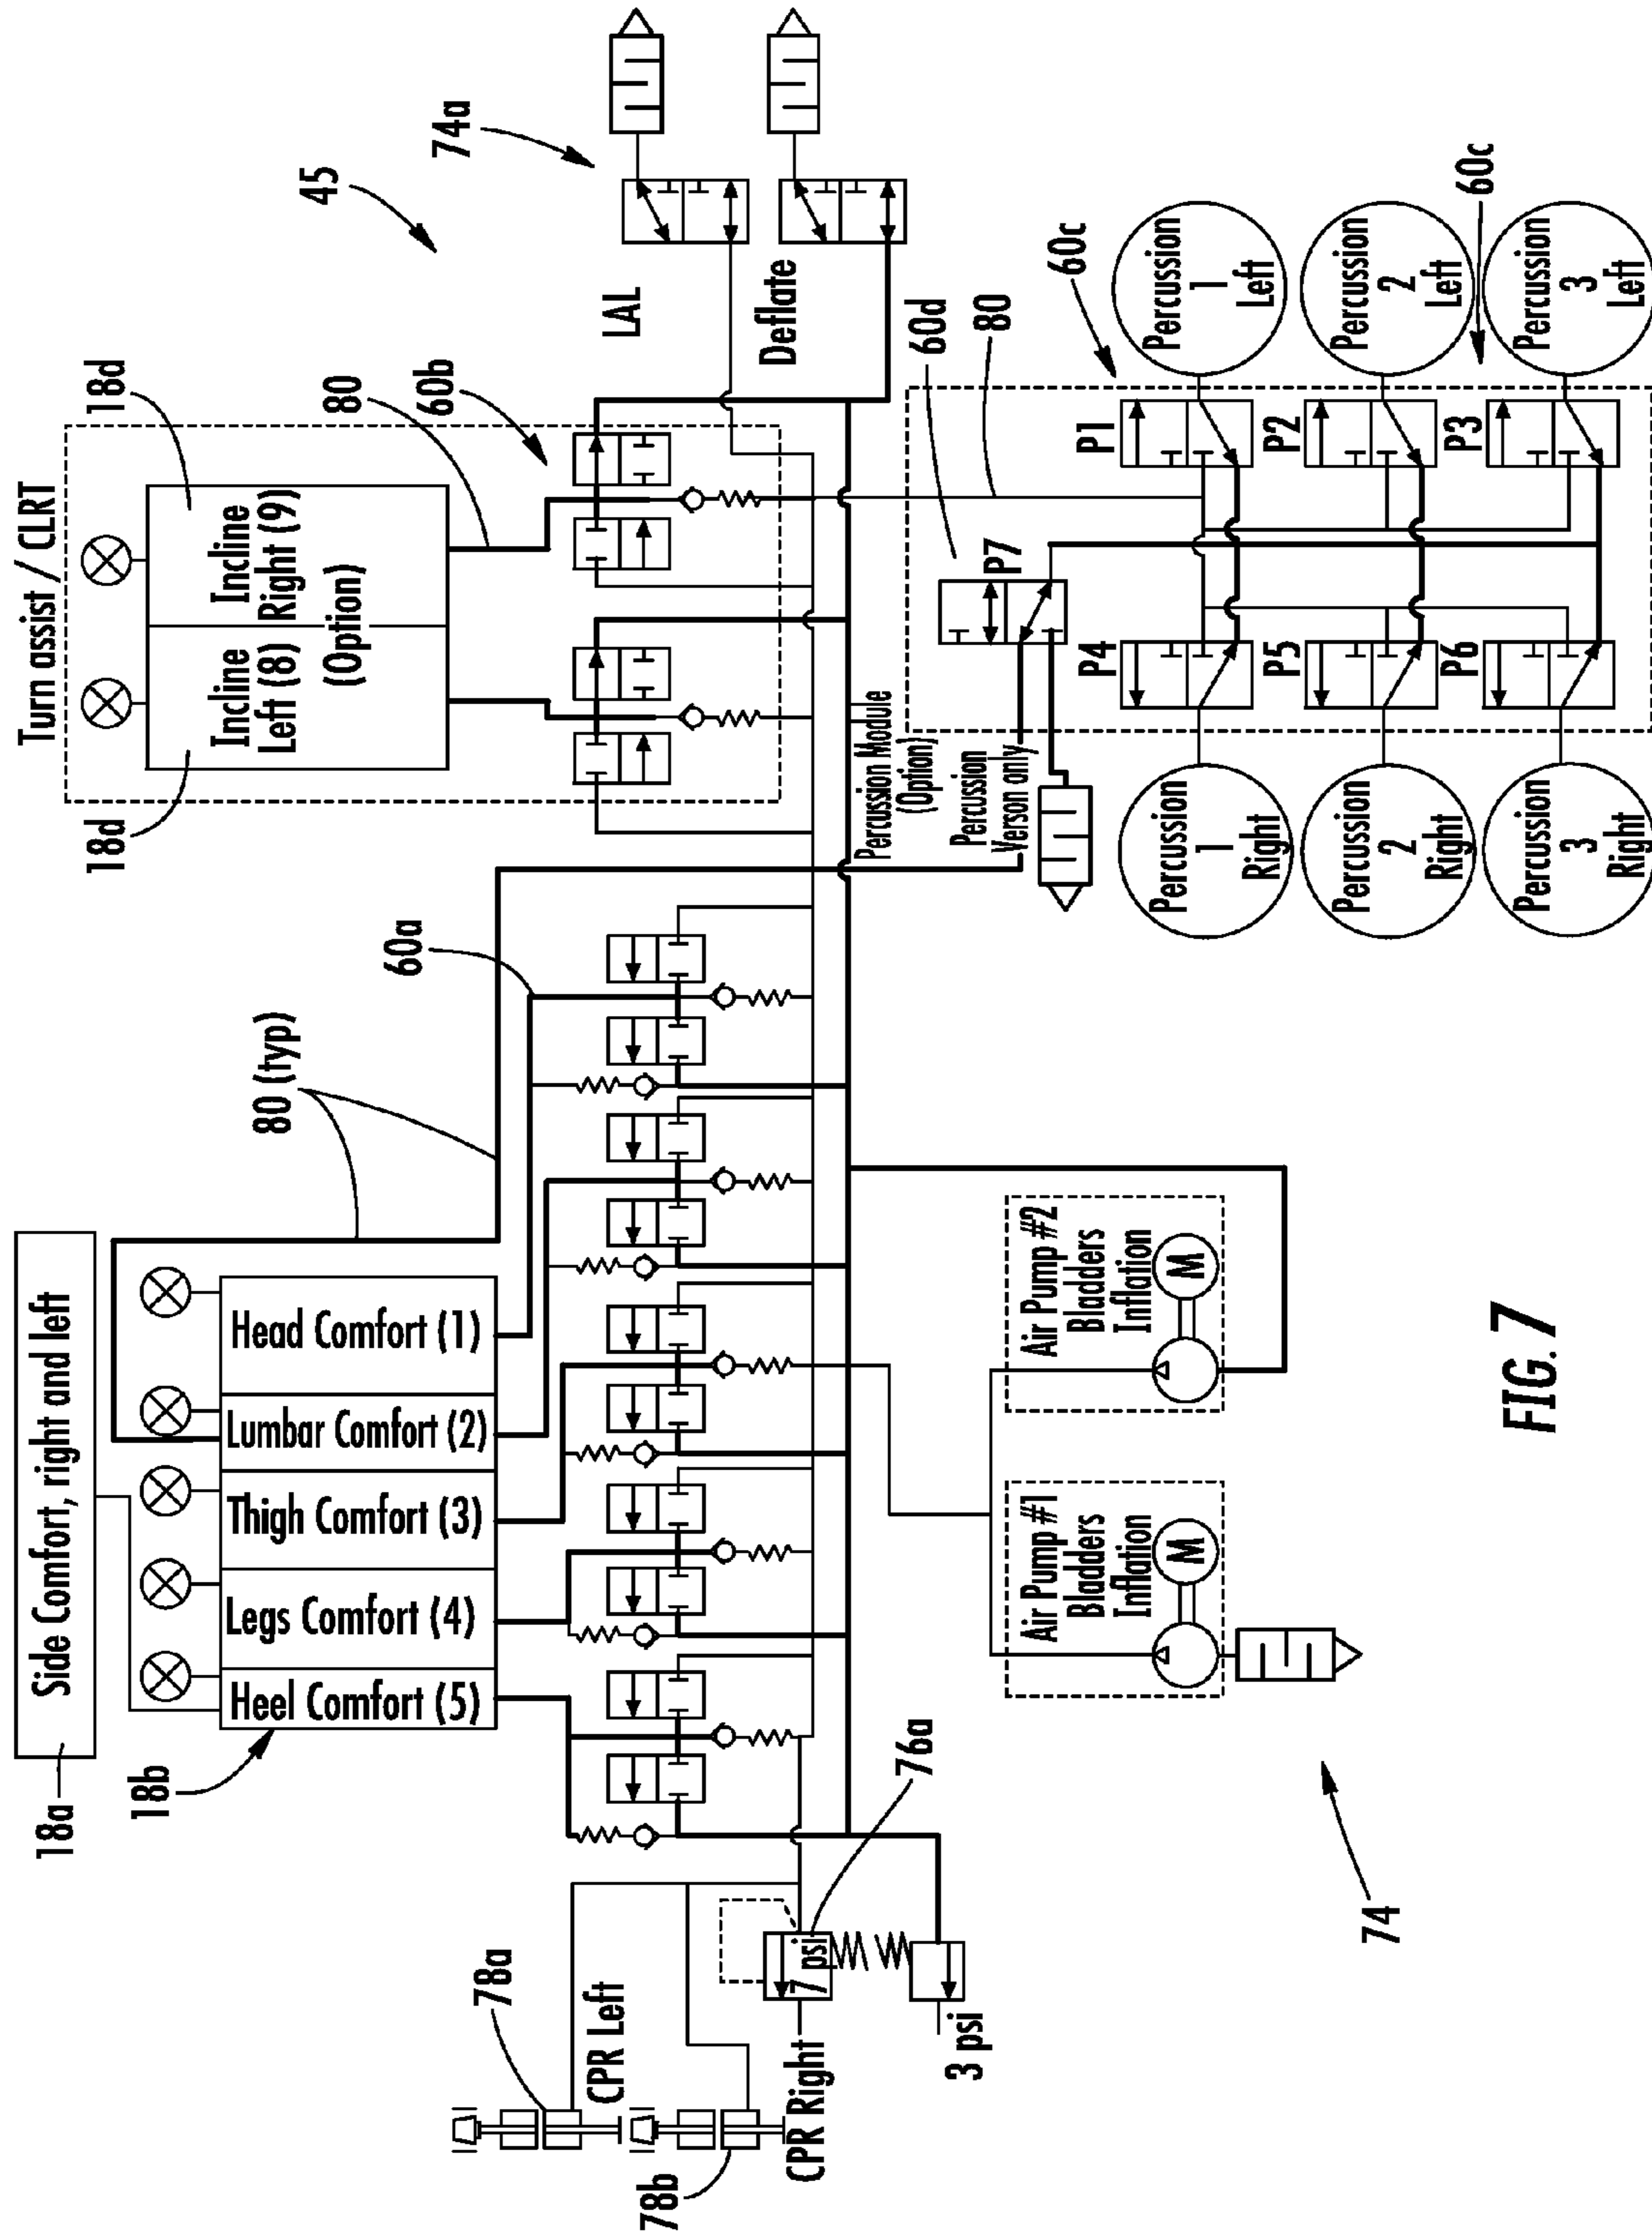 18a
Side Comfort, right and left
18b
Heel Comfort (5)
Legs Comfort (4)
Thigh Comfort (3)
Lumbar Comfort (2)
Head Comfort (1)
80 (typ)
60a
Turn assist / CLRT
18d
18d
Incline
Left (8)
Incline
Right (9)
(Option)
80
60b
45
74a
LAL
Deflate
78a
CPR Left
78b
CPR Right
7 psi
76a
3 psi
74
Air Pump #1
Bladders
Inflation
M
Air Pump #2
Bladders
Inflation
M
Percussion Module
(Option)
Percussion
Verson only
60d
80
60c
60c
P7
P4
P1
P5
P2
P6
P3
Percussion
1
Right
Percussion
1
Left
Percussion
2
Right
Percussion
2
Left
Percussion
3
Right
Percussion
3
Left
FIG. 7